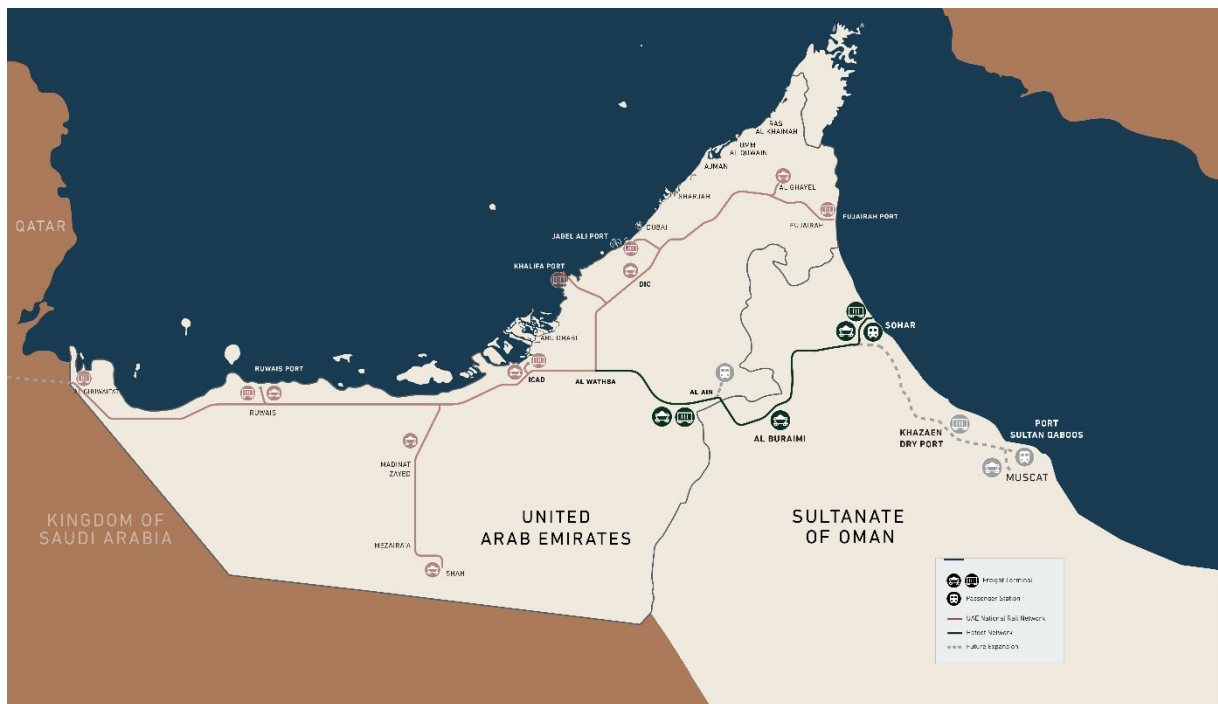 RAS
AL KHAIMAH
UMM
AL QUWAIN
AJMAN
AL GHAYEL
SHARJAH
QATAR
FUJAIRAH PORT
FUJAIRAH
DUBAI
JABEL ALI PORT
KHALIFA PORT
DIC
SOHAR
ABU DHABI
RUWAIS PORT
ICAD
AL WATHBA
AL GHUWAIFAT
AL AIN
RUWAIS
PORT
SULTAN QABOOS
KHAZAEN
DRY PORT
AL BURAIMI
MADINAT
ZAYED
MUSCAT
KINGDOM OF
SAUDI ARABIA
UNITED
ARAB EMIRATES
SULTANATE
OF OMAN
MEZAIRA'A
SHAH
Freight Terminal
Passenger Station
UAE National Rail Network
Hafeet Network
Future Expansion